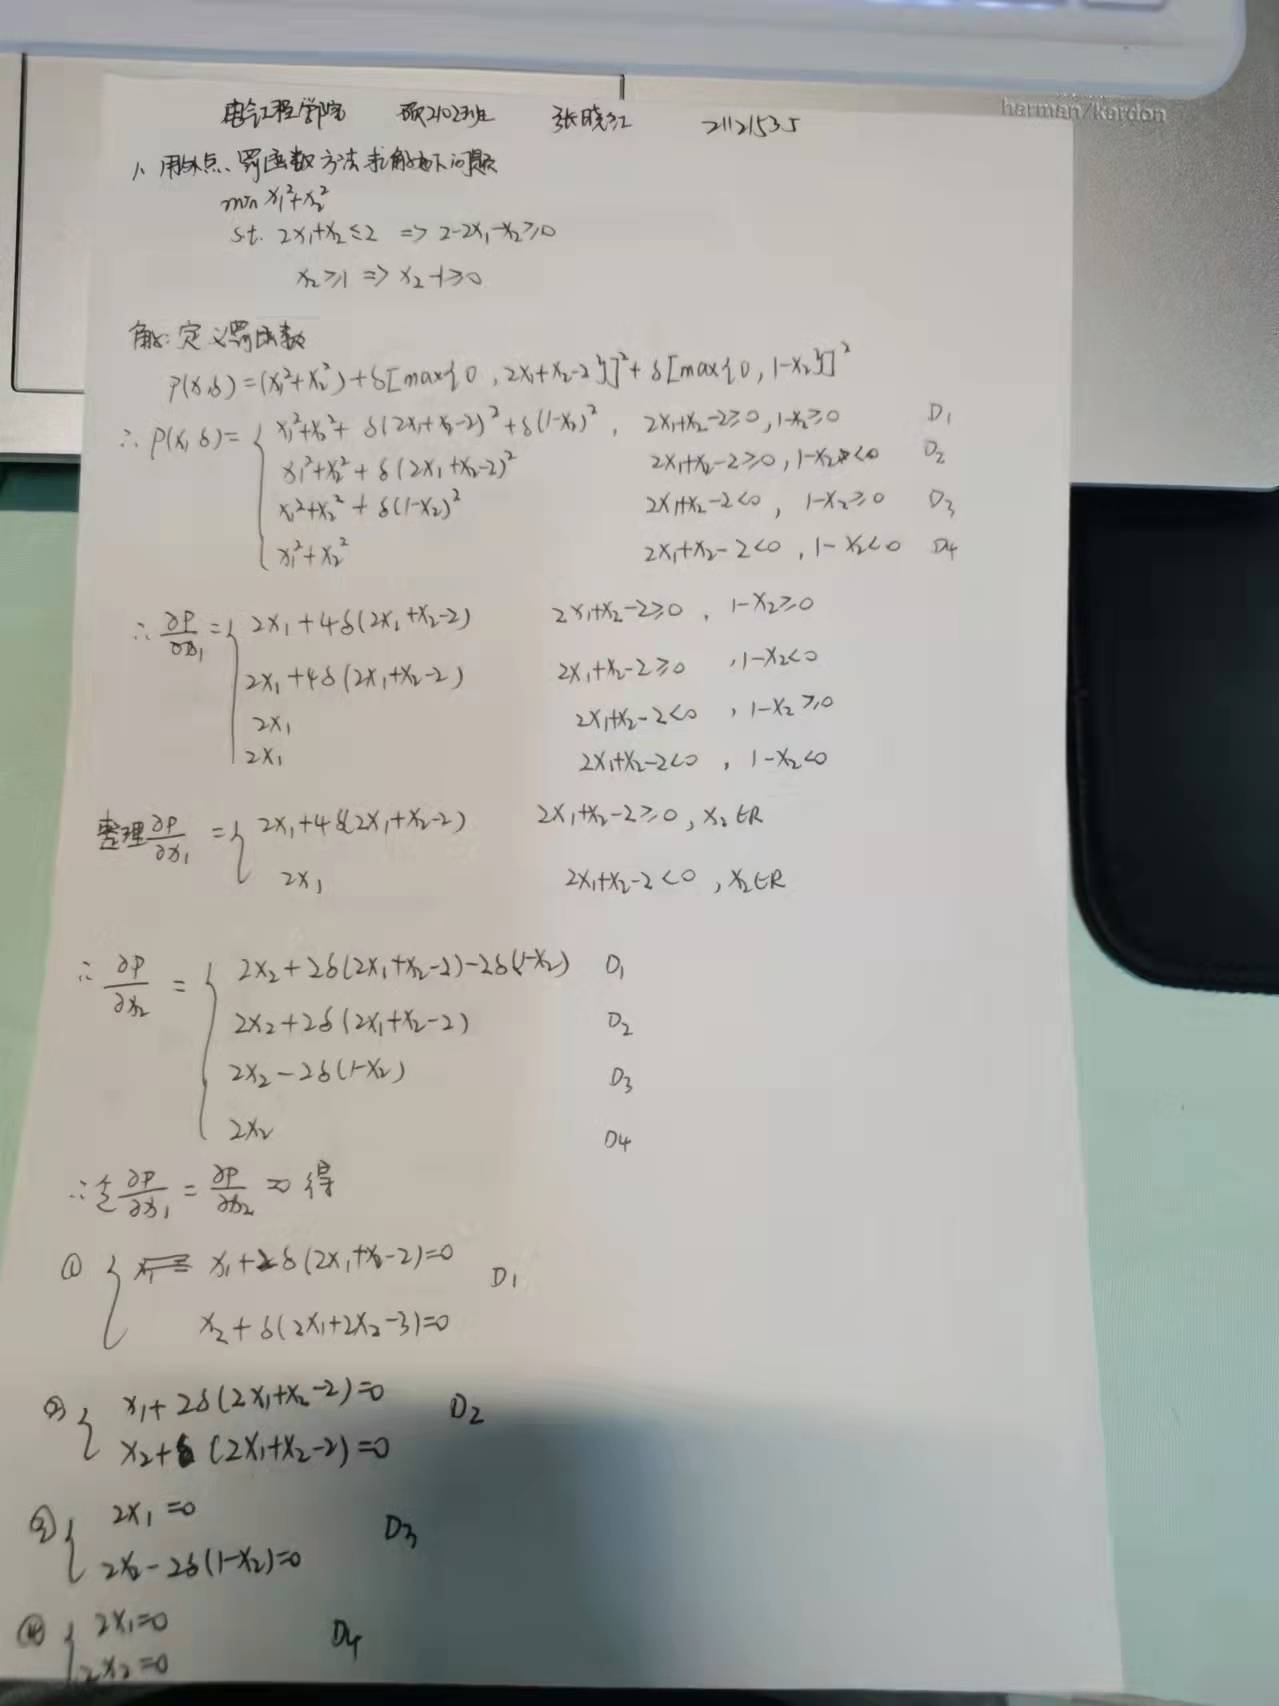 harman/kardon
电气工程学院 硕2102班 张晓红 21121535
1、用外点罚函数方法求解如下问题
min x₁²+x₂²
s.t. 2x₁+x₂≤2 => 2-2x₁-x₂≥0
x₂≥1 => x₂-1≥0
解:定义罚函数
P(x,δ)=(x₁²+x₂²)+δ[max{0,2x₁+x₂-2}]²+δ[max{0,1-x₂}]²
∴ P(x,δ)= { x₁²+x₂²+δ(2x₁+x₂-2)²+δ(1-x₂)², 2x₁+x₂-2≥0,1-x₂≥0 D₁
x₁²+x₂²+δ(2x₁+x₂-2)² 2x₁+x₂-2≥0,1-x₂<0 D₂
x₁²+x₂²+δ(1-x₂)² 2x₁+x₂-2<0, 1-x₂≥0 D₃
x₁²+x₂² 2x₁+x₂-2<0, 1-x₂<0 D4
∴ ∂P/∂x₁ = { 2x₁+4δ(2x₁+x₂-2) 2x₁+x₂-2≥0, 1-x₂≥0
2x₁+4δ(2x₁+x₂-2) 2x₁+x₂-2≥0 ,1-x₂<0
2x₁ 2x₁+x₂-2<0 ,1-x₂≥0
2x₁ 2x₁+x₂-2<0 , 1-x₂<0
整理 ∂P/∂x₁ = { 2x₁+4δ(2x₁+x₂-2) 2x₁+x₂-2≥0, x₂∈R
2x₁ 2x₁+x₂-2<0 ,x₂∈R
∴ ∂P/∂x₂ = { 2x₂+2δ(2x₁+x₂-2)-2δ(1-x₂) D₁
2x₂+2δ(2x₁+x₂-2) D₂
2x₂-2δ(1-x₂) D₃
2x₂ D4
∴令 ∂P/∂x₁ = ∂P/∂x₂ =0 得
① { x₁+2δ(2x₁+x₂-2)=0 D₁
x₂+δ(2x₁+2x₂-3)=0
② { x₁+2δ(2x₁+x₂-2)=0 D₂
x₂+δ(2x₁+x₂-2)=0
③ { 2x₁=0 D₃
2x₂-2δ(1-x₂)=0
④ { 2x₁=0 D4
2x₂=0